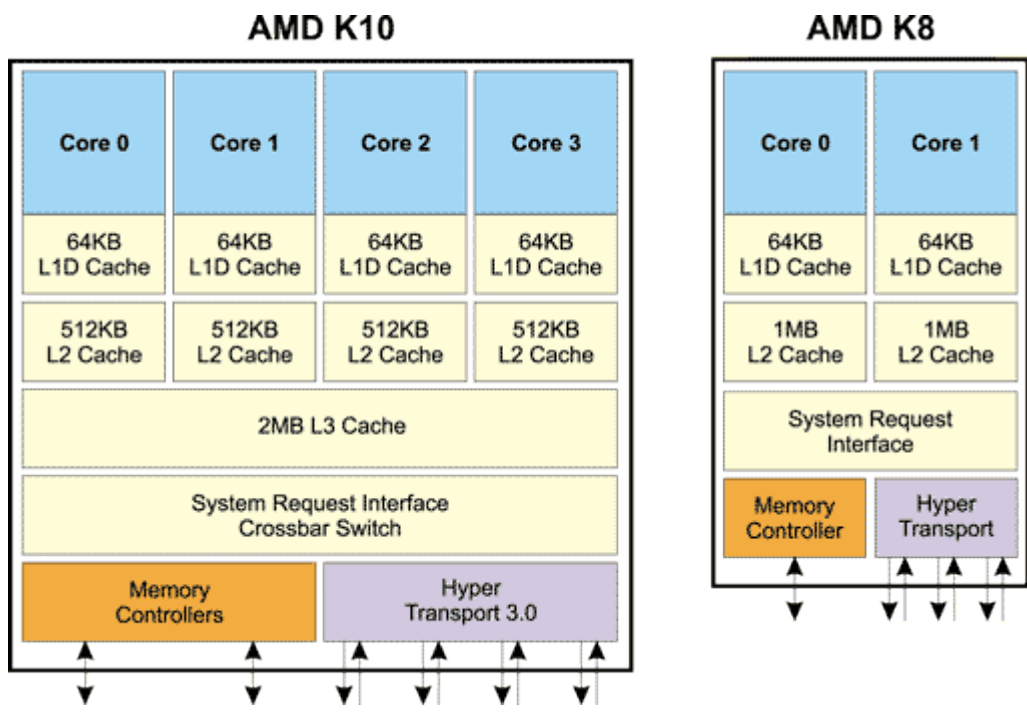 AMD K10
Core 0
Core 1
Core 2
Core 3
64KB
L1D Cache
64KB
L1D Cache
64KB
L1D Cache
64KB
L1D Cache
512KB
L2 Cache
512KB
L2 Cache
512KB
L2 Cache
512KB
L2 Cache
2MB L3 Cache
System Request Interface
Crossbar Switch
Memory
Controllers
Hyper
Transport 3.0
AMD K8
Core 0
Core 1
64KB
L1D Cache
64KB
L1D Cache
1MB
L2 Cache
1MB
L2 Cache
System Request
Interface
Memory
Controller
Hyper
Transport